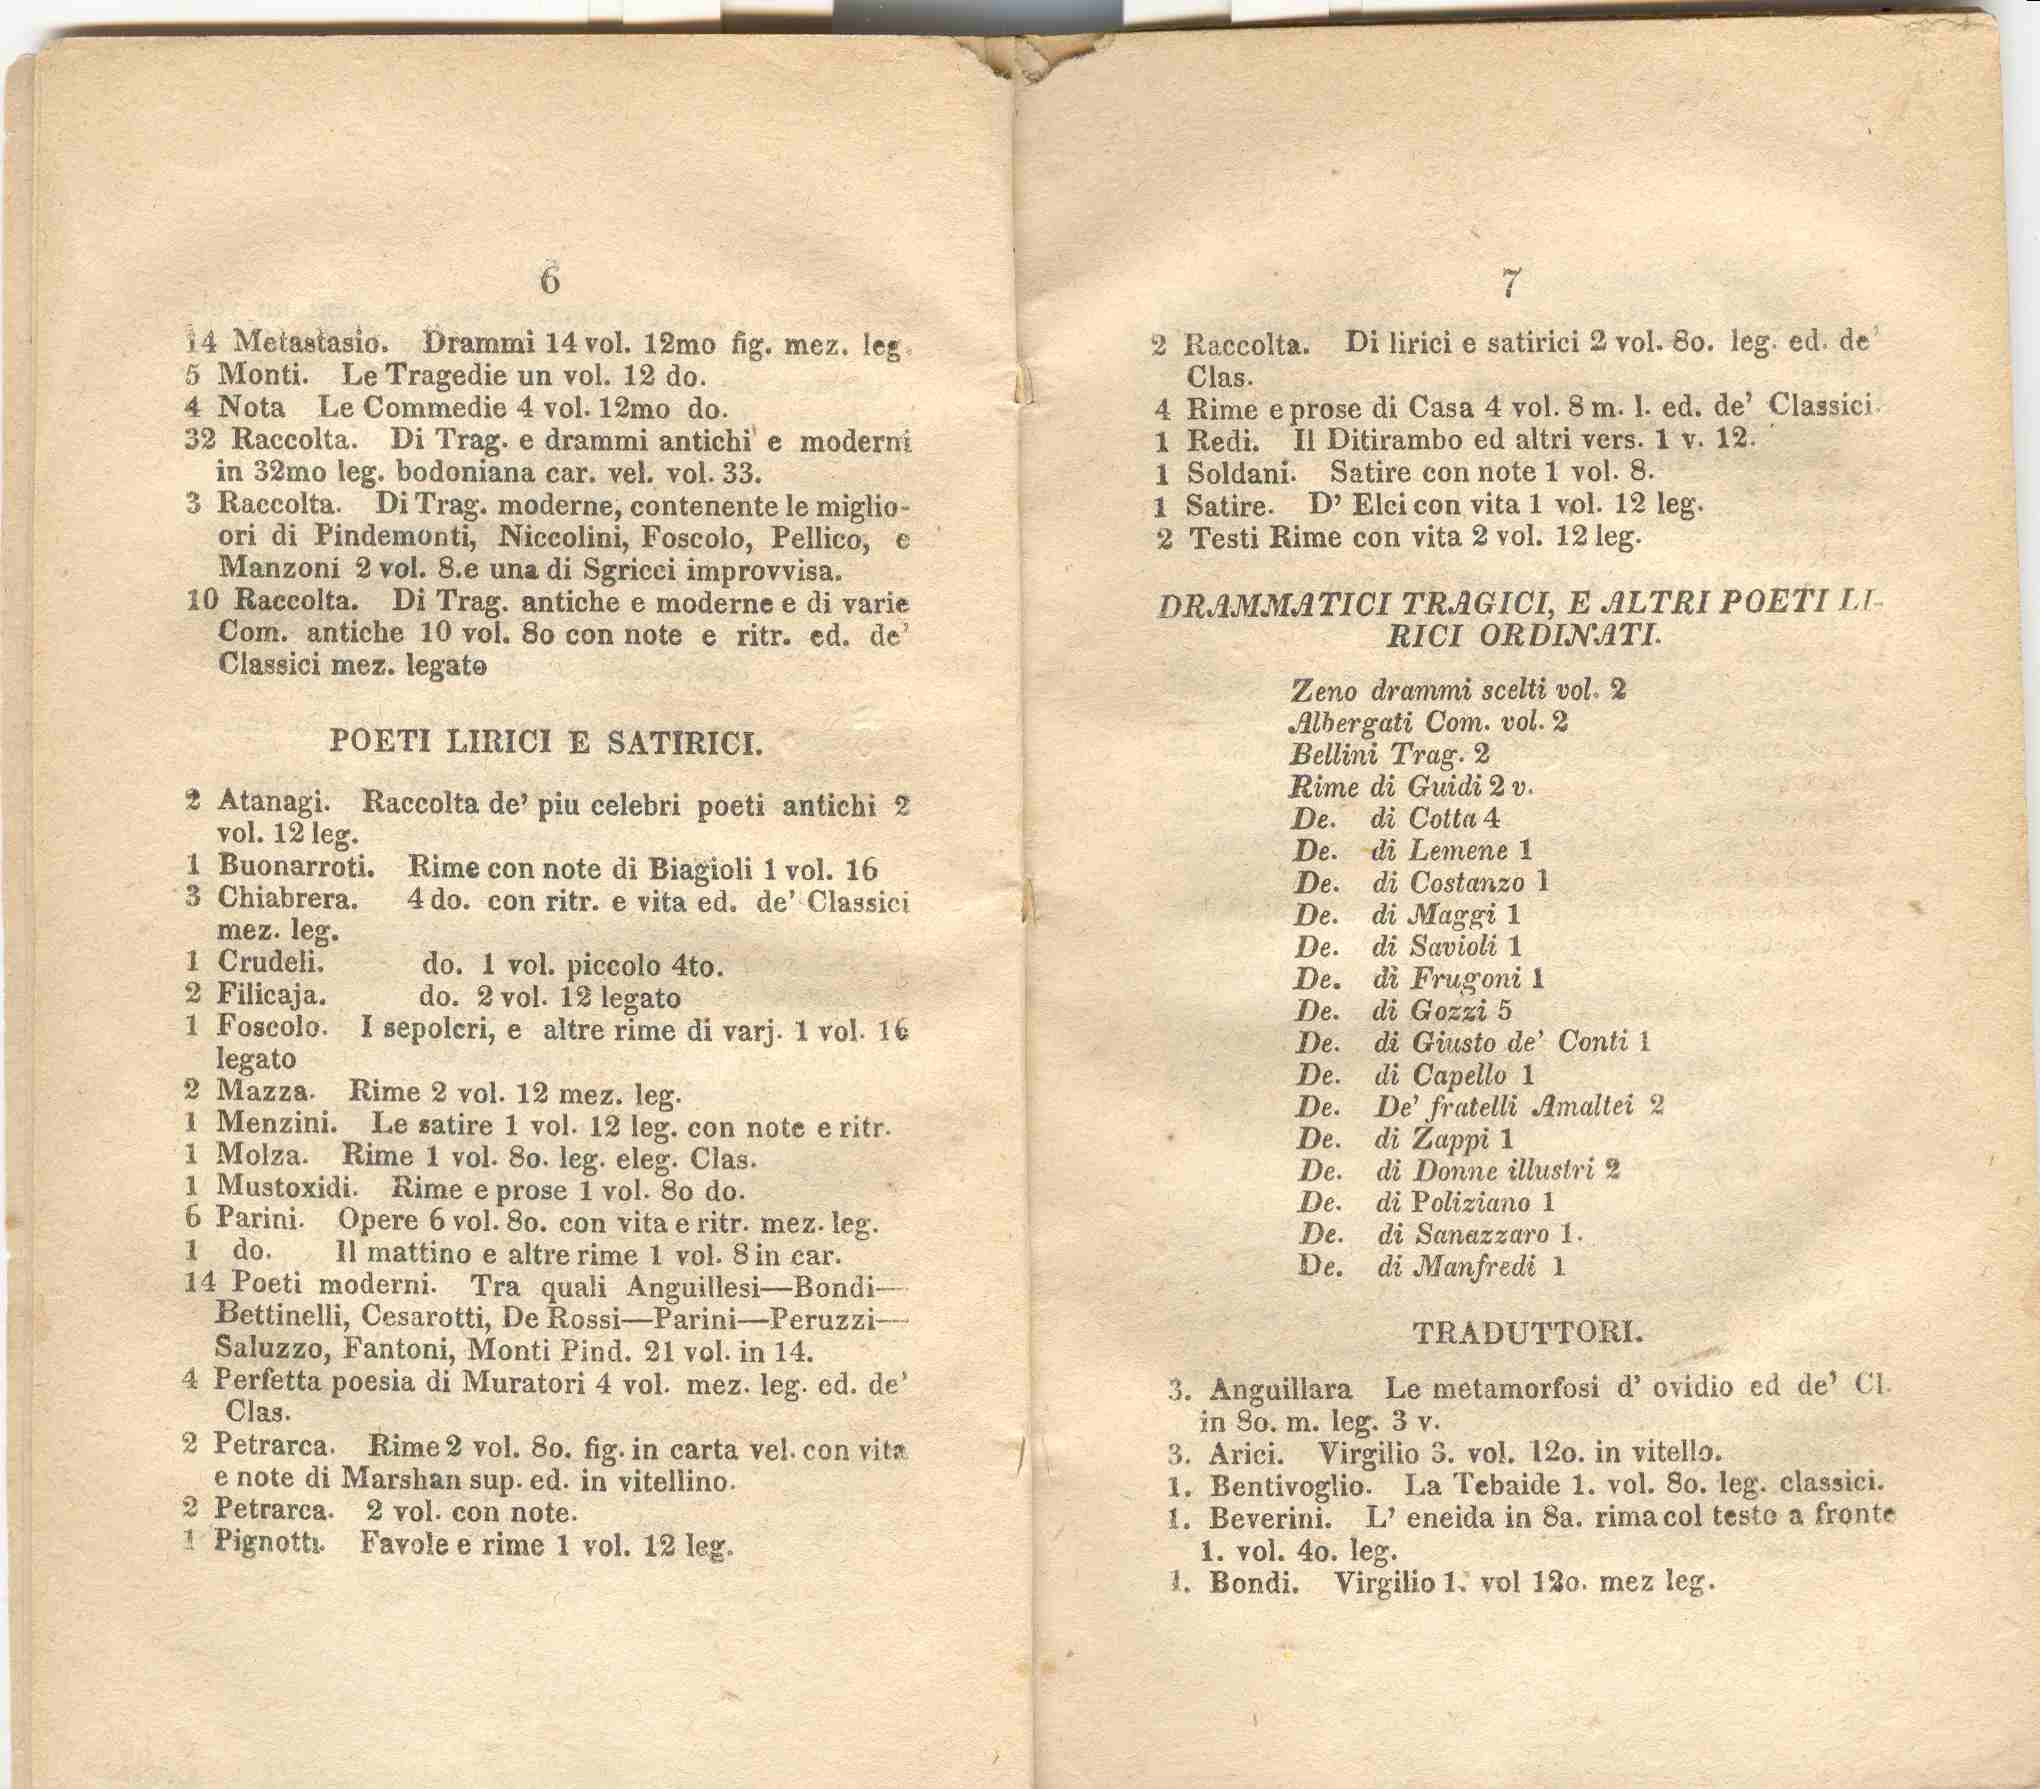 6
14 Metastasio. Drammi 14 vol. 12mo fig. mez. leg.
5 Monti. Le Tragedie un vol. 12 do.
4 Nota Le Commedie 4 vol. 12mo do.
32 Raccolta. Di Trag. e drammi antichi e moderni
in 32mo leg. bodoniana car. vel. vol. 33.
3 Raccolta. Di Trag. moderne, contenente le miglio-
ori di Pindemonti, Niccolini, Foscolo, Pellico, e
Manzoni 2 vol. 8.e una di Sgricci improvvisa.
10 Raccolta. Di Trag. antiche e moderne e di varie
Com. antiche 10 vol. 8o con note e ritr. ed. de'
Classici mez. legato
POETI LIRICI E SATIRICI.
2 Atanagi. Raccolta de' piu celebri poeti antichi 2
vol. 12 leg.
1 Buonarroti. Rime con note di Biagioli 1 vol. 16
3 Chiabrera. 4 do. con ritr. e vita ed. de' Classici
mez. leg.
1 Crudeli. do. 1 vol. piccolo 4to.
2 Filicaja. do. 2 vol. 12 legato
1 Foscolo. I sepolcri, e altre rime di varj. 1 vol. 16
legato
2 Mazza. Rime 2 vol. 12 mez. leg.
1 Menzini. Le satire 1 vol. 12 leg. con note e ritr.
1 Molza. Rime 1 vol. 8o. leg. eleg. Clas.
1 Mustoxidi. Rime e prose 1 vol. 8o do.
6 Parini. Opere 6 vol. 8o. con vita e ritr. mez. leg.
1 do. Il mattino e altre rime 1 vol. 8 in car.
14 Poeti moderni. Tra quali Anguillesi—Bondi—
Bettinelli, Cesarotti, De Rossi—Parini—Peruzzi—
Saluzzo, Fantoni, Monti Pind. 21 vol. in 14.
4 Perfetta poesia di Muratori 4 vol. mez. leg. ed. de'
Clas.
2 Petrarca. Rime 2 vol. 8o. fig. in carta vel. con vita
e note di Marshan sup. ed. in vitellino.
2 Petrarca. 2 vol. con note.
1 Pignotti. Favole e rime 1 vol. 12 leg.
7
2 Raccolta. Di lirici e satirici 2 vol. 8o. leg. ed. de'
Clas.
4 Rime e prose di Casa 4 vol. 8 m. l. ed. de' Classici.
1 Redi. Il Ditirambo ed altri vers. 1 v. 12.
1 Soldani. Satire con note 1 vol. 8.
1 Satire. D' Elci con vita 1 vol. 12 leg.
2 Testi Rime con vita 2 vol. 12 leg.
DRAMMATICI TRAGICI, E ALTRI POETI LI-
RICI ORDINATI.
Zeno drammi scelti vol. 2
Albergati Com. vol. 2
Bellini Trag. 2
Rime di Guidi 2 v.
De. di Cotta 4
De. di Lemene 1
De. di Costanzo 1
De. di Maggi 1
De. di Savioli 1
De. di Frugoni 1
De. di Gozzi 5
De. di Giusto de' Conti 1
De. di Capello 1
De. De' fratelli Amaltei 2
De. di Zappi 1
De. di Donne illustri 2
De. di Poliziano 1
De. di Sanazzaro 1.
De. di Manfredi 1
TRADUTTORI.
3. Anguillara Le metamorfosi d' ovidio ed de' Cl.
in 8o. m. leg. 3 v.
3. Arici. Virgilio 3. vol. 12o. in vitello.
1. Bentivoglio. La Tebaide 1. vol. 8o. leg. classici.
1. Beverini. L' eneida in 8a. rima col testo a fronte
1. vol. 4o. leg.
1. Bondi. Virgilio 1. vol 12o. mez leg.